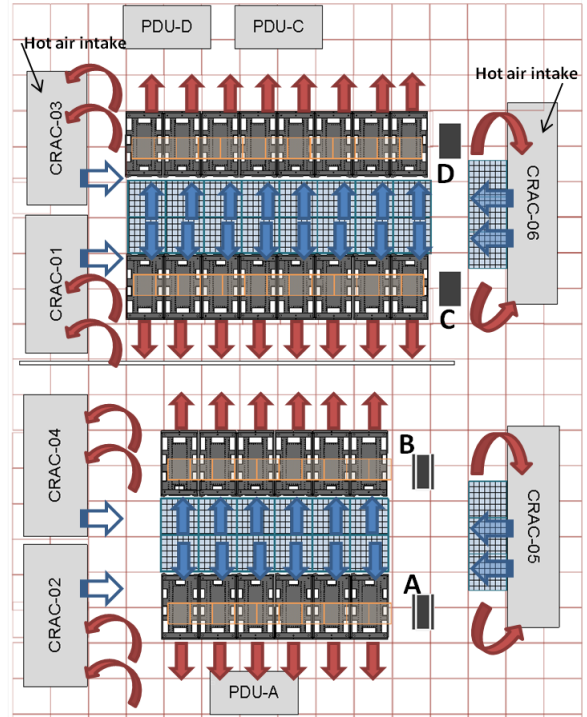 PDU-D
PDU-C
Hot air intake
Hot air intake
CRAC-03
CRAC-06
D
CRAC-01
C
CRAC-04
B
CRAC-05
CRAC-02
A
PDU-A